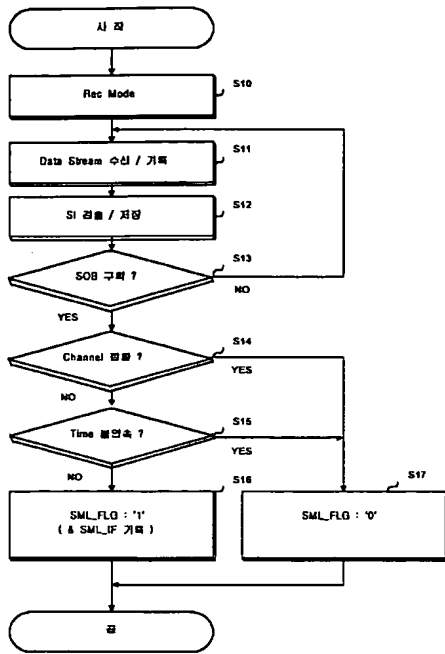 시 작
S10
Rec Mode
S11
Data Stream 수신 / 기록
S12
SI 검출 / 저장
S13
SOB 구획 ?
NO
YES
S14
Channel 전환 ?
YES
NO
S15
Time 불연속 ?
YES
NO
S16
S17
SML_FLG : '1'
( & SML_IF 기록 )
SML_FLG : '0'
끝